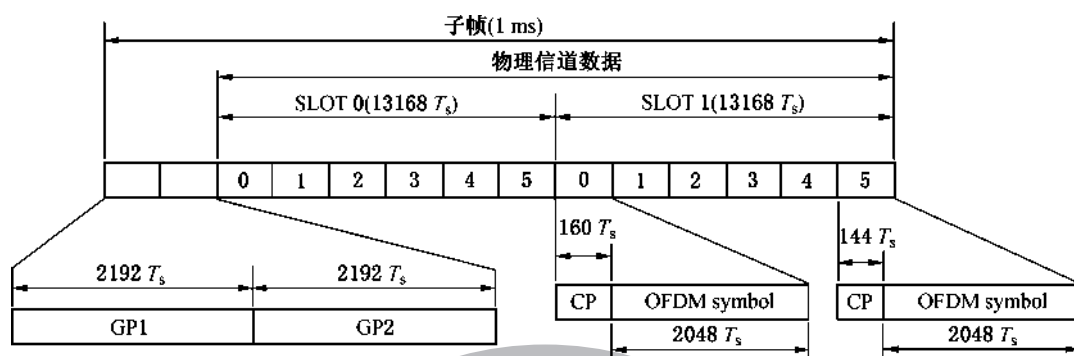 子帧(1 ms)
物理信道数据
SLOT 0(13168 Ts) SLOT 1(13168 Ts)
0 1 2 3 4 5 0 1 2 3 4 5
160 Ts 144 Ts
2192 Ts 2192 Ts
CP OFDM symbol CP OFDM symbol
GP1 GP2
2048 Ts 2048 Ts